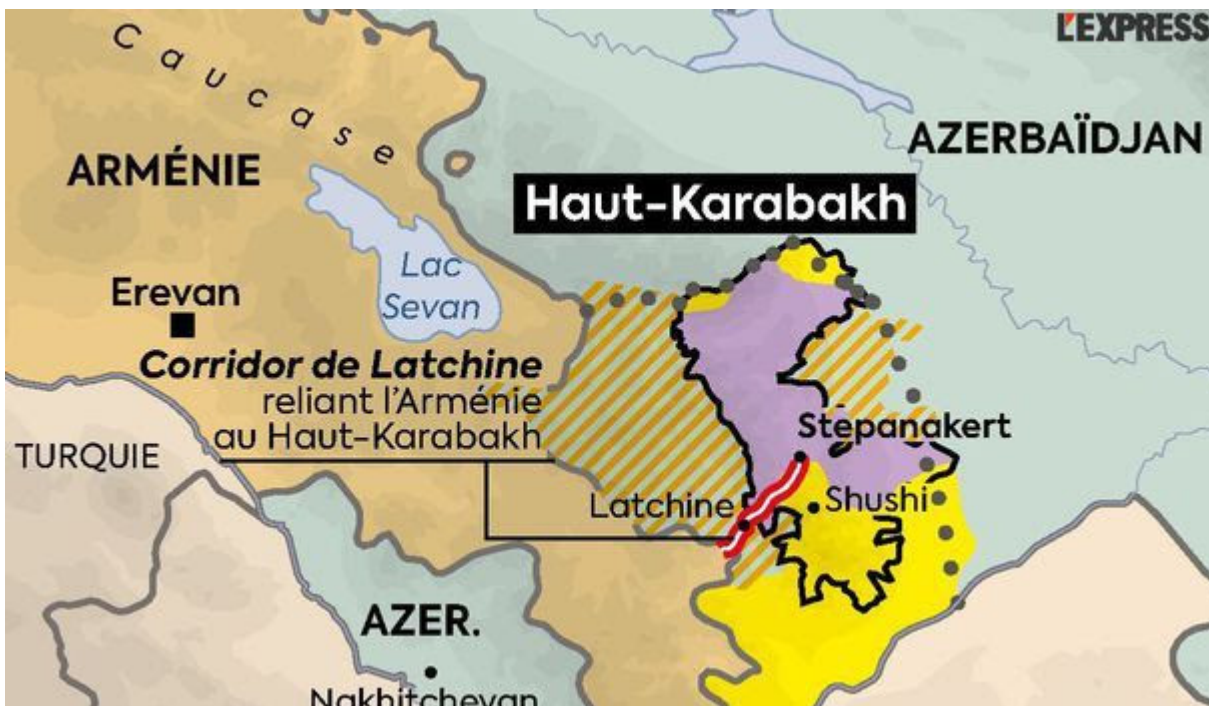 L'EXPRESS
Caucase
ARMÉNIE
AZERBAÏDJAN
Haut-Karabakh
Lac
Sevan
Erevan
Corridor de Latchine
reliant l'Arménie
au Haut-Karabakh
TURQUIE
Stepanakert
Latchine
Shushi
AZER.
Nakhitchevan